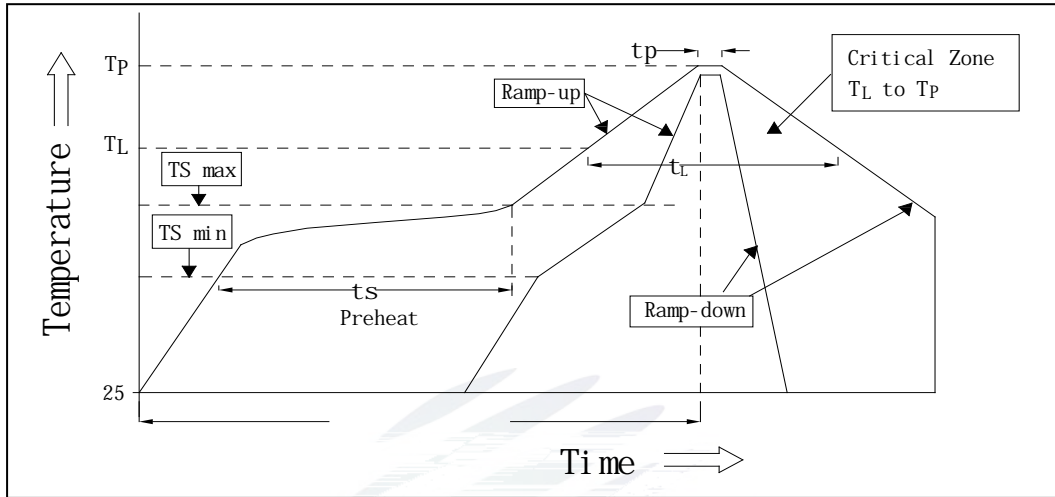 tp
Critical Zone
TL to TP
TP
Ramp-up
TL
TS max
tL
TS min
ts
Preheat
Ramp-down
Temperature
25
Time